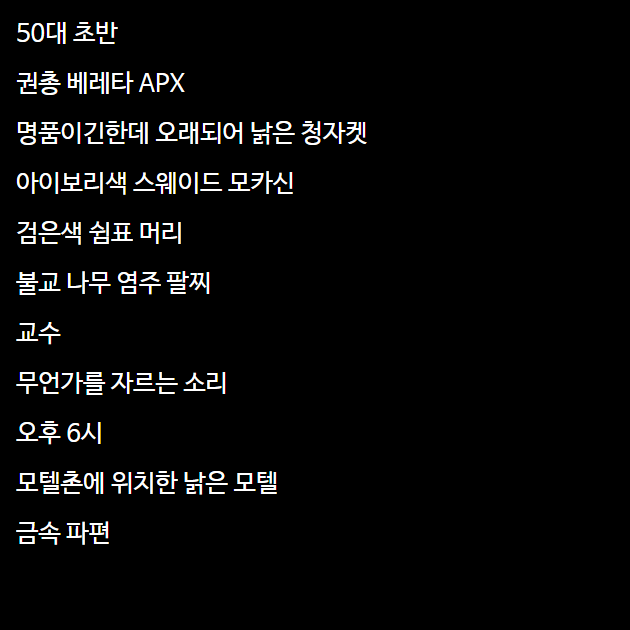 50대 초반
권총 베레타 APX
명품이긴한데 오래되어 낡은 청자켓
아이보리색 스웨이드 모카신
검은색 쉼표 머리
불교 나무 염주 팔찌
교수
무언가를 자르는 소리
오후 6시
모텔촌에 위치한 낡은 모텔
금속 파편